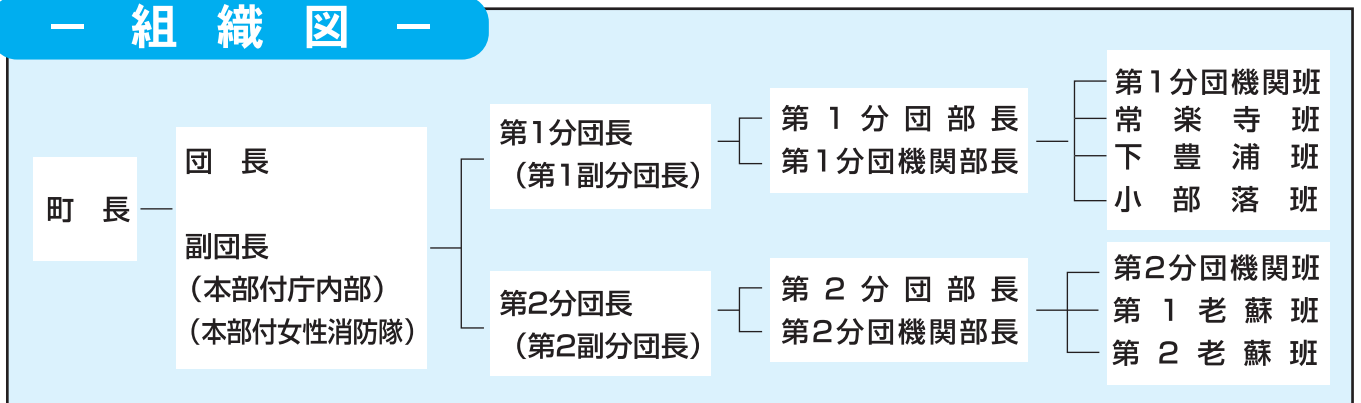 － 組 織 図 －
町 長
団 長
副団長
（本部付庁内部）
（本部付女性消防隊）
第1分団長
（第1副分団長）
第2分団長
（第2副分団長）
第 1 分 団 部 長
第1分団機関部長
第 2 分 団 部 長
第2分団機関部長
第1分団機関班
常 楽 寺 班
下 豊 浦 班
小 部 落 班
第2分団機関班
第 1 老 蘇 班
第 2 老 蘇 班